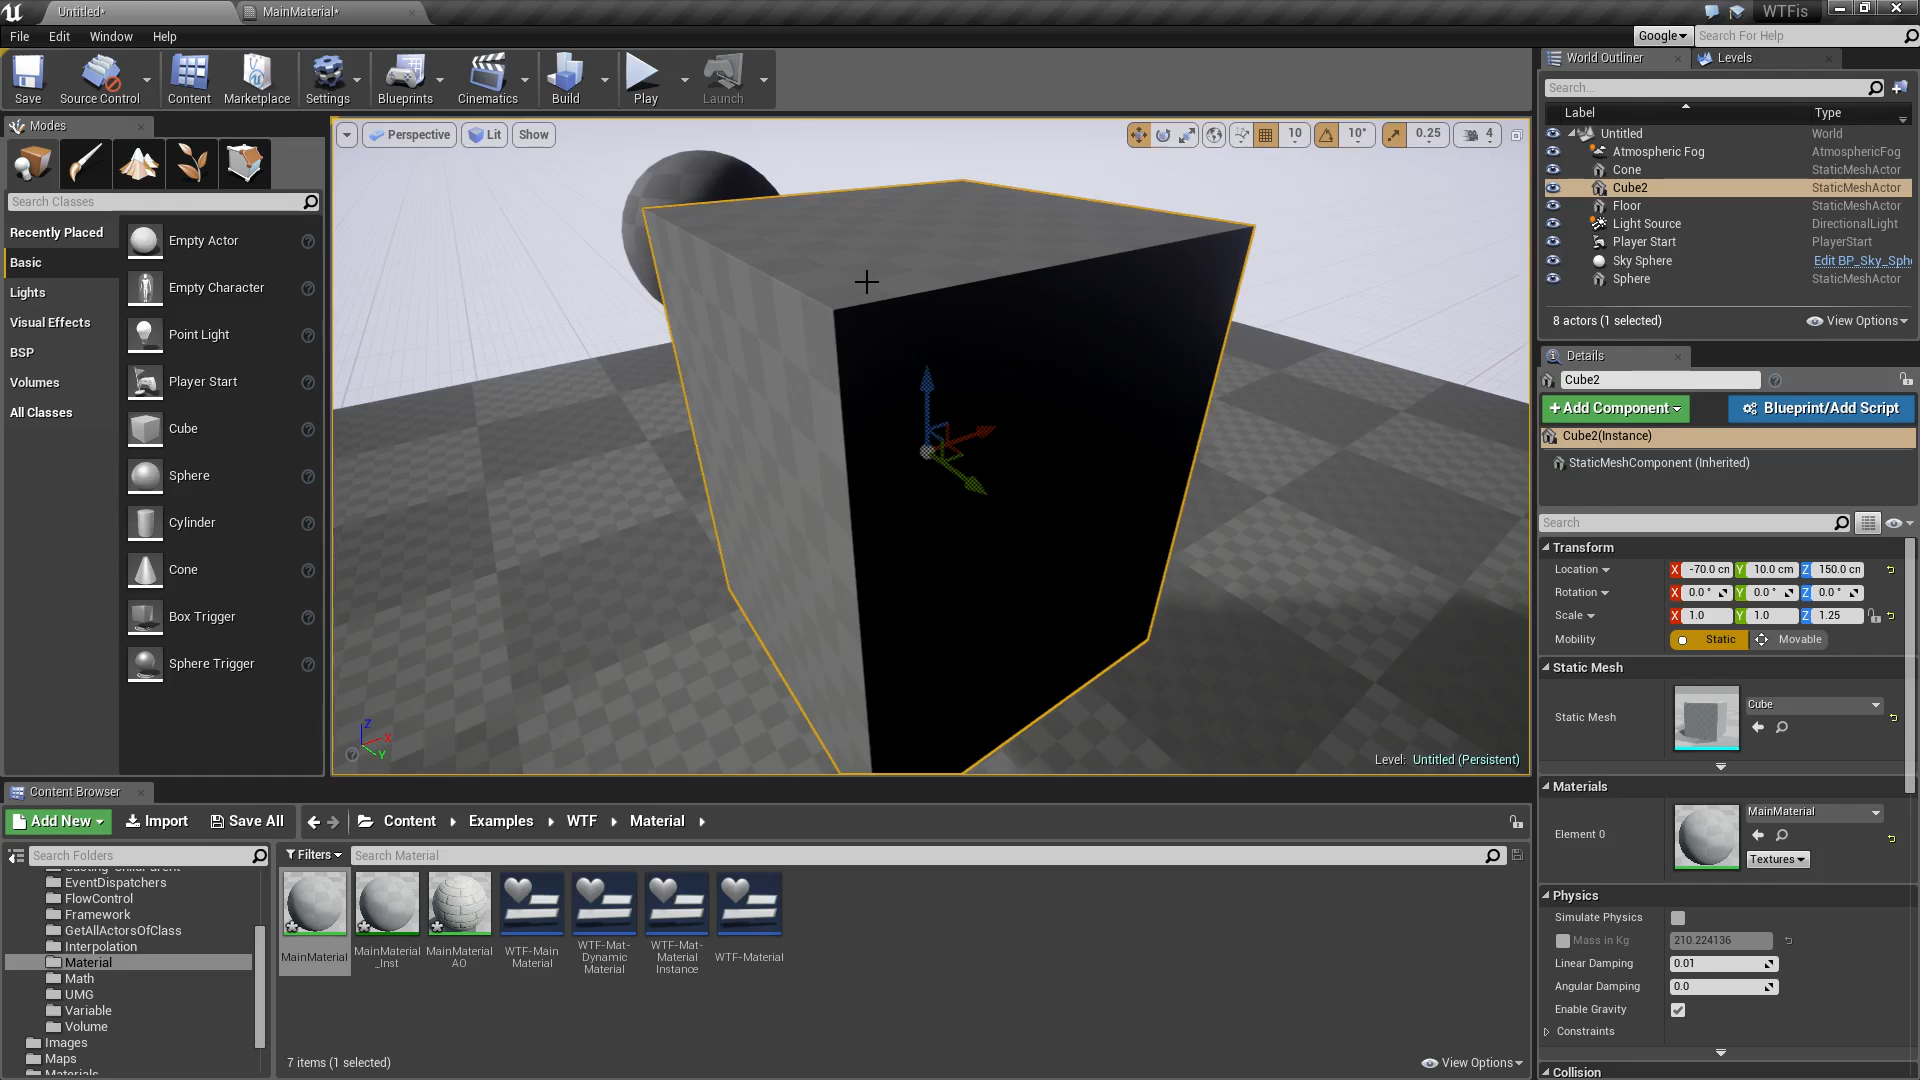 Untitled*
MainMaterial*
WTFis
File Edit Window Help
Google
Search For Help
Save
Source Control
Content
Marketplace
Settings
Blueprints
Cinematics
Build
Play
Launch
Modes
Search Classes
Recently Placed
Basic
Lights
Visual Effects
BSP
Volumes
All Classes
Empty Actor
Empty Character
Point Light
Player Start
Cube
Sphere
Cylinder
Cone
Box Trigger
Sphere Trigger
Perspective Lit Show
10 10° 0.25 4
Z
X
Y
Level: Untitled (Persistent)
World Outliner
Levels
Search...
Label Type
Untitled World
Atmospheric Fog AtmosphericFog
Cone StaticMeshActor
Cube2 StaticMeshActor
Floor StaticMeshActor
Light Source DirectionalLight
Player Start PlayerStart
Sky Sphere Edit BP_Sky_Sph
Sphere StaticMeshActor
8 actors (1 selected)
View Options
Details
Cube2
+Add Component
Blueprint/Add Script
Cube2(Instance)
StaticMeshComponent (Inherited)
Search
Transform
Location X -70.0 cm Y 10.0 cm Z 150.0 cm
Rotation X 0.0 ° Y 0.0 ° Z 0.0 °
Scale X 1.0 Y 1.0 Z 1.25
Mobility Static Movable
Static Mesh
Static Mesh Cube
Materials
Element 0 MainMaterial
Textures
Physics
Simulate Physics
Mass in Kg 210.224136
Linear Damping 0.01
Angular Damping 0.0
Enable Gravity
Constraints
Collision
Content Browser
Add New Import Save All Content Examples WTF Material
Search Folders
Filters
Search Material
EventDispatchers
FlowControl
Framework
GetAllActorsOfClass
Interpolation
Material
Math
UMG
Variable
Volume
Images
Maps
Materials
MainMaterial
MainMaterial
_Inst
MainMaterial
AO
WTF-Main
Material
WTF-Mat-
Dynamic
Material
WTF-Mat-
Material
Instance
WTF-Material
7 items (1 selected)
View Options